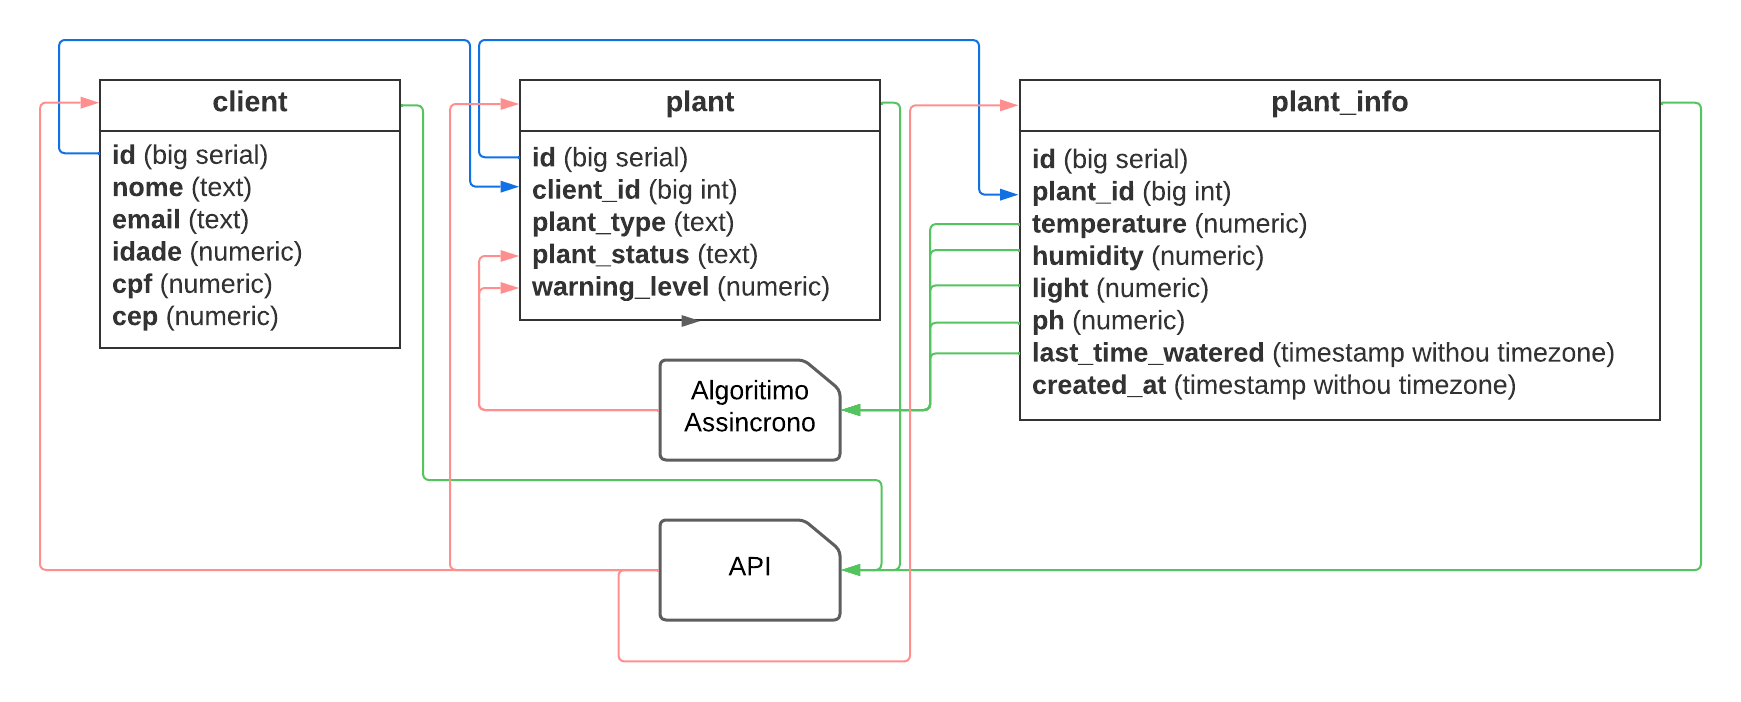 client
id (big serial)
nome (text)
email (text)
idade (numeric)
cpf (numeric)
cep (numeric)
plant
id (big serial)
client_id (big int)
plant_type (text)
plant_status (text)
warning_level (numeric)
plant_info
id (big serial)
plant_id (big int)
temperature (numeric)
humidity (numeric)
light (numeric)
ph (numeric)
last_time_watered (timestamp withou timezone)
created_at (timestamp withou timezone)
Algoritimo
Assincrono
API